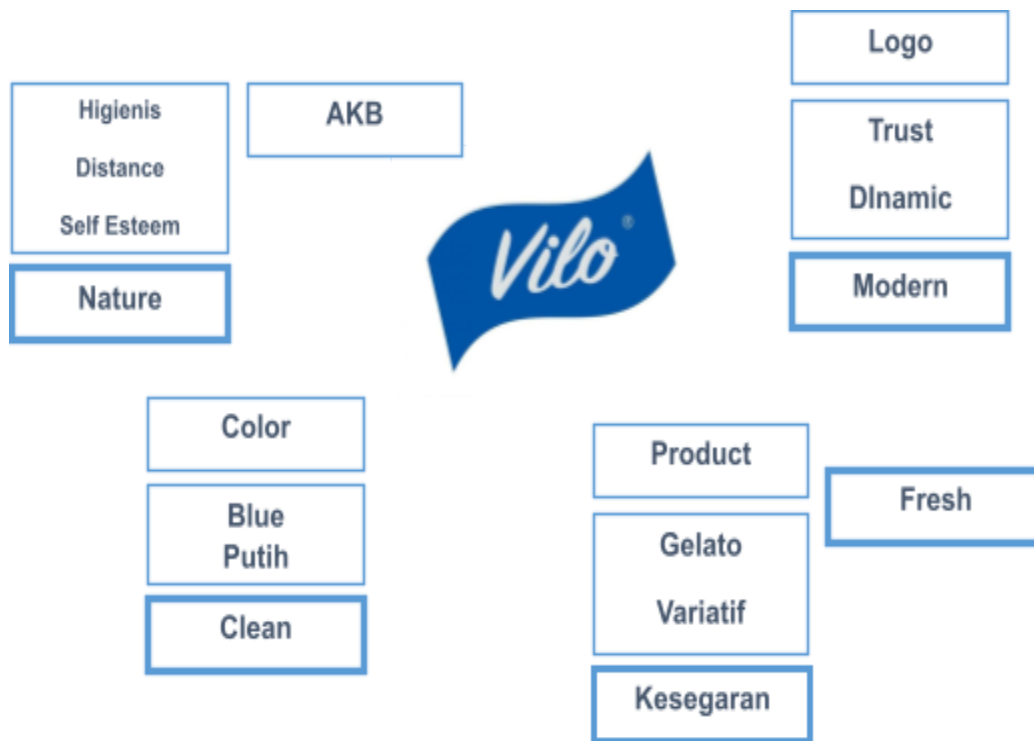 Higienis
Distance
Self Esteem
Nature
AKB
Vilo®
Logo
Trust
DInamic
Modern
Color
Blue
Putih
Clean
Product
Gelato
Variatif
Kesegaran
Fresh